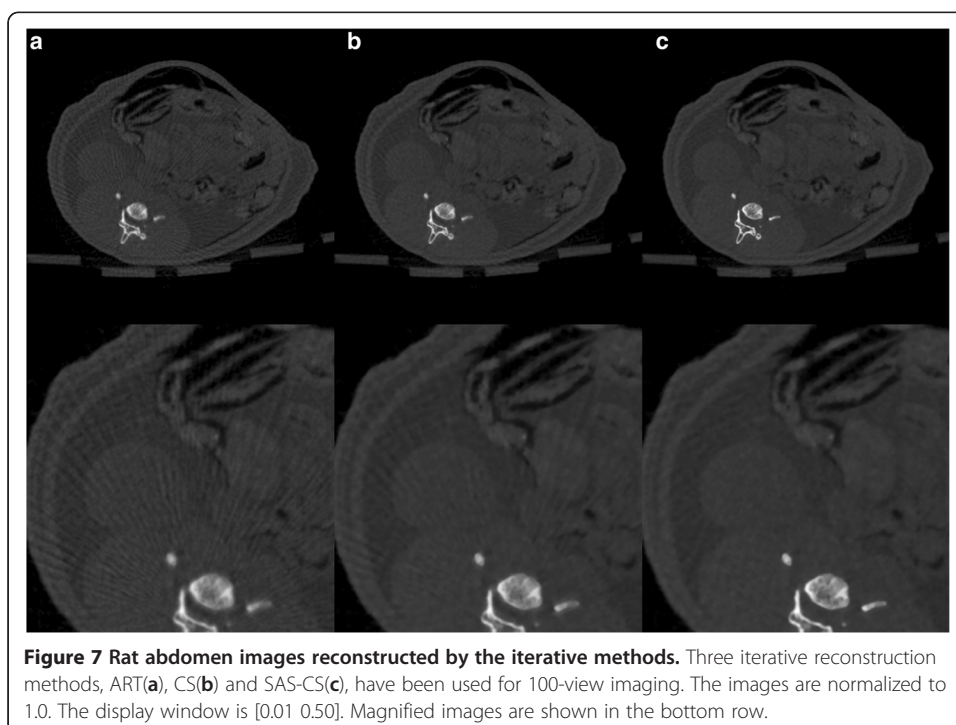 a
b
c
Figure 7 Rat abdomen images reconstructed by the iterative methods. Three iterative reconstruction
methods, ART(a), CS(b) and SAS-CS(c), have been used for 100-view imaging. The images are normalized to
1.0. The display window is [0.01 0.50]. Magnified images are shown in the bottom row.